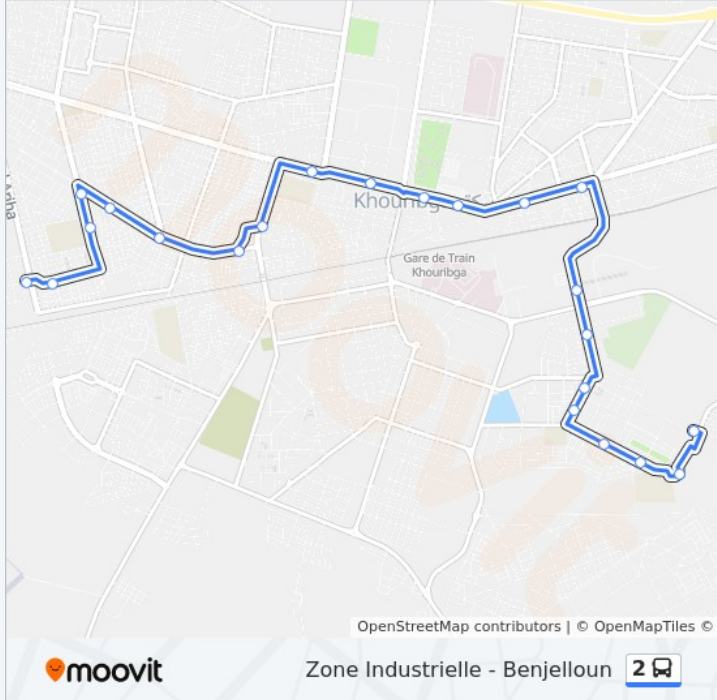 Khouribga
Gare de Train
Khouribga
OpenStreetMap contributors | © OpenMapTiles ©
moovit
Zone Industrielle - Benjelloun
2